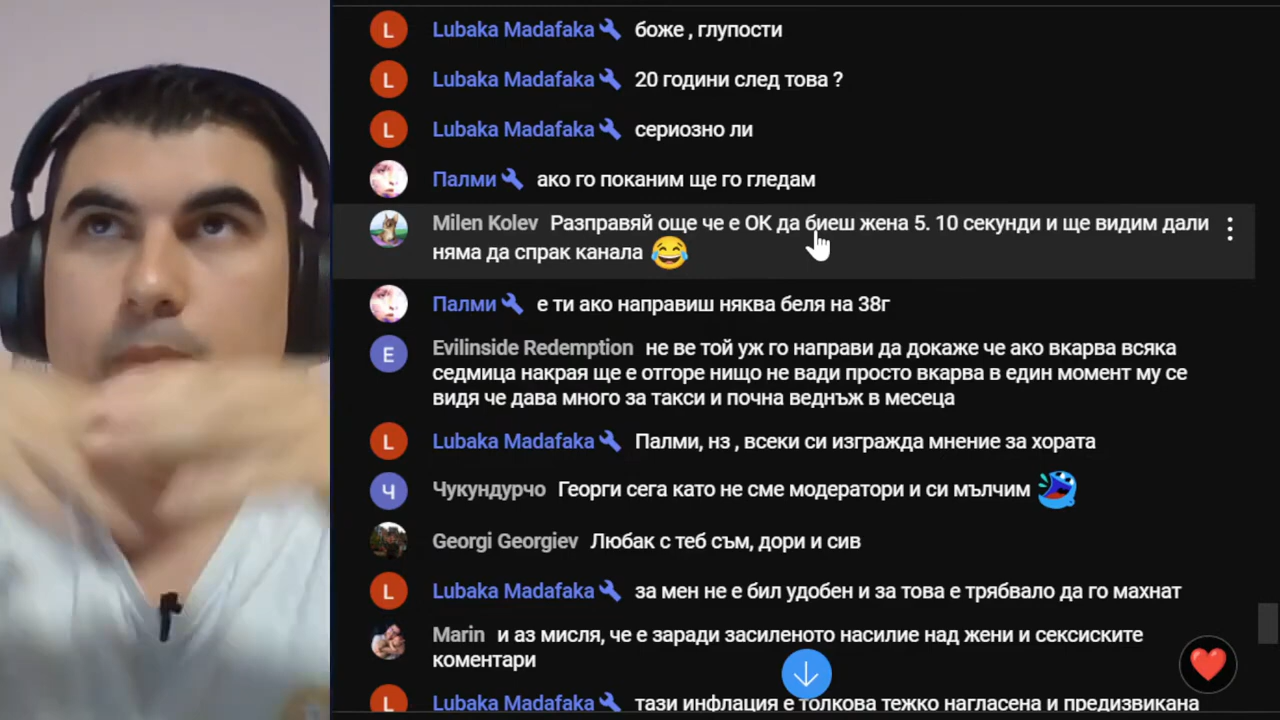 L Lubaka Madafaka боже , глупости
L Lubaka Madafaka 20 години след това ?
L Lubaka Madafaka сериозно ли
Палми ако го поканим ще го гледам
Milen Kolev Разправяй още че е ОК да биеш жена 5. 10 секунди и ще видим дали
няма да спрак канала 😂
Палми е ти ако направиш няква беля на 38г
E Evilinside Redemption не ве той уж го направи да докаже че ако вкарва всяка
седмица накрая ще е отгоре нищо не вади просто вкарва в един момент му се
видя че дава много за такси и почна веднъж в месеца
L Lubaka Madafaka Палми, нз , всеки си изгражда мнение за хората
Ч Чукундурчо Георги сега като не сме модератори и си мълчим
Georgi Georgiev Любак с теб съм, дори и сив
L Lubaka Madafaka за мен не е бил удобен и за това е трябвало да го махнат
Marin и аз мисля, че е заради засиленото насилие над жени и сексиските
коментари
L Lubaka Madafaka тази инфлация е толкова тежко нагласена и предизвикана